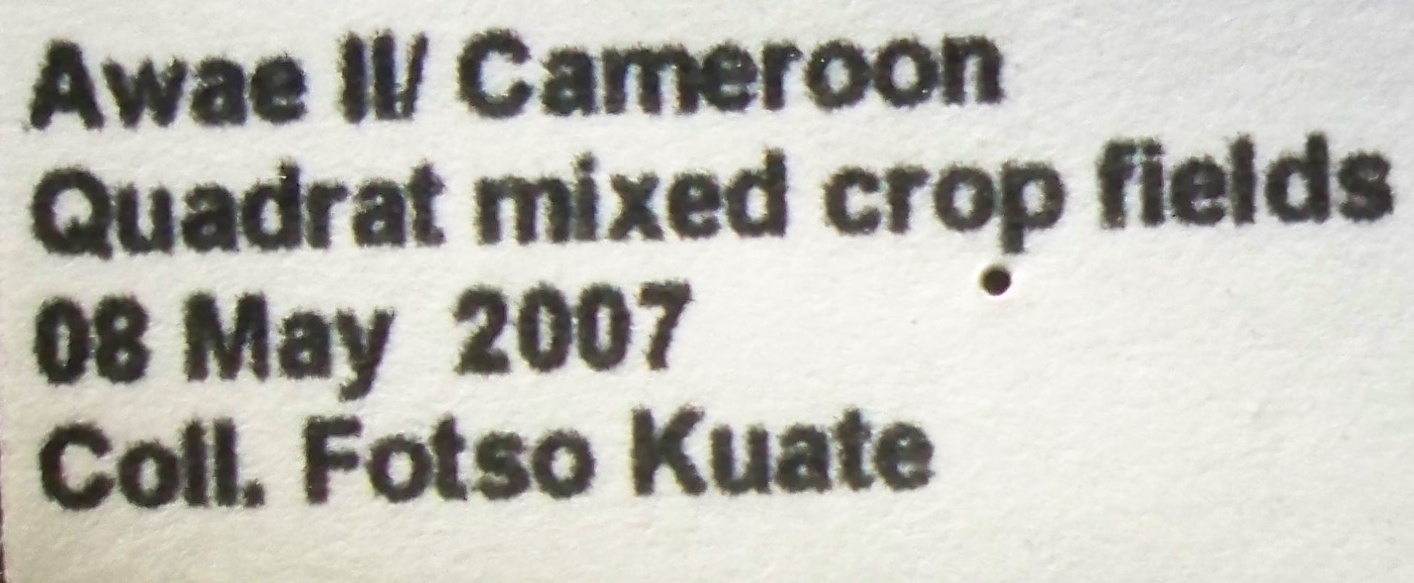 Awae II/ Cameroon
Quadrat mixed crop fields
08 May 2007
Coll. Fotso Kuate